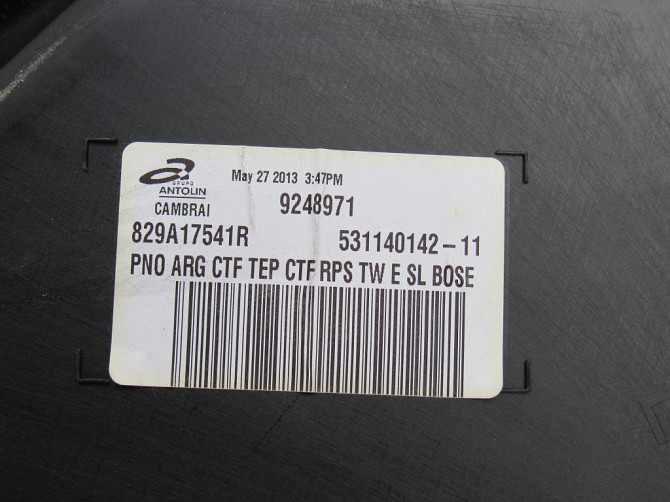 GRUPO
ANTOLIN
CAMBRAI
May 27 2013 3:47PM
9248971
829A17541R 531140142-11
PNO ARG CTF TEP CTF RPS TW E SL BOSE